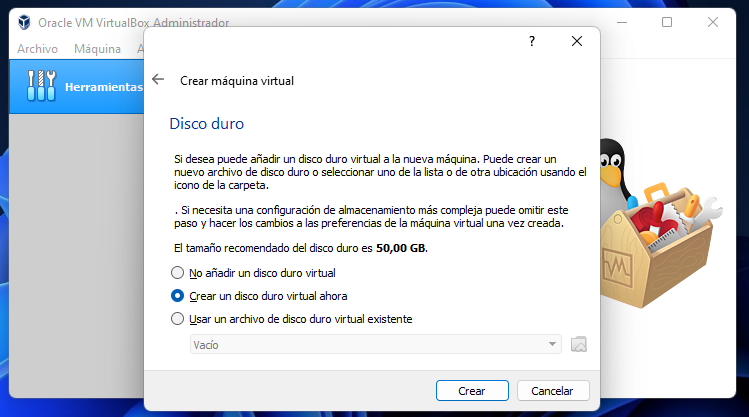 Oracle VM VirtualBox Administrador
Archivo Máquina
Herramientas
?
Crear máquina virtual
Disco duro
Si desea puede añadir un disco duro virtual a la nueva máquina. Puede crear un
nuevo archivo de disco duro o seleccionar uno de la lista o de otra ubicación usando el
icono de la carpeta.
. Si necesita una configuración de almacenamiento más compleja puede omitir este
paso y hacer los cambios a las preferencias de la máquina virtual una vez creada.
El tamaño recomendado del disco duro es 50,00 GB.
No añadir un disco duro virtual
Crear un disco duro virtual ahora
Usar un archivo de disco duro virtual existente
Vacío
Crear Cancelar